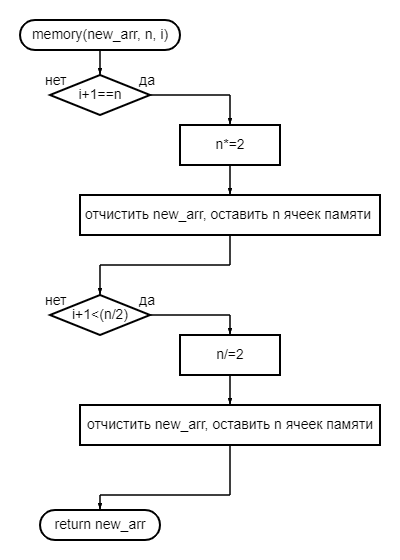 memory(new_arr, n, i)
нет
да
i+1==n
n*=2
отчистить new_arr, оставить n ячеек памяти
нет
да
i+1<(n/2)
n/=2
отчистить new_arr, оставить n ячеек памяти
return new_arr